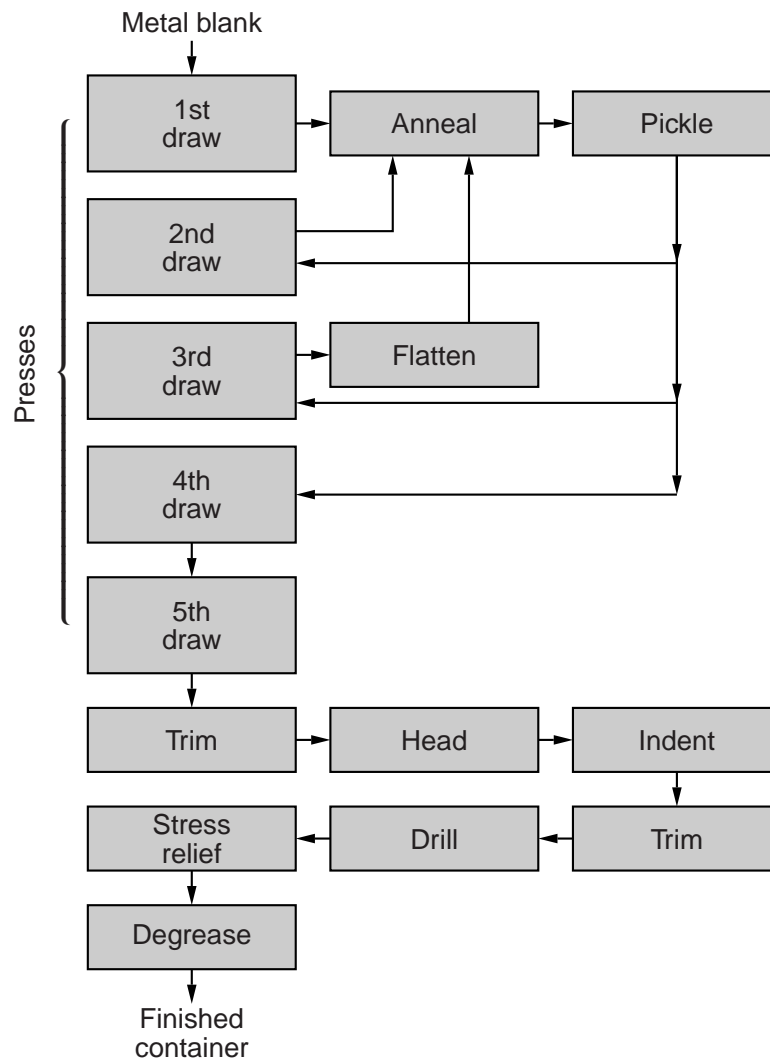 Metal blank
1st
draw
Anneal
Pickle
2nd
draw
Presses
3rd
draw
Flatten
4th
draw
5th
draw
Trim
Head
Indent
Stress
relief
Drill
Trim
Degrease
Finished
container